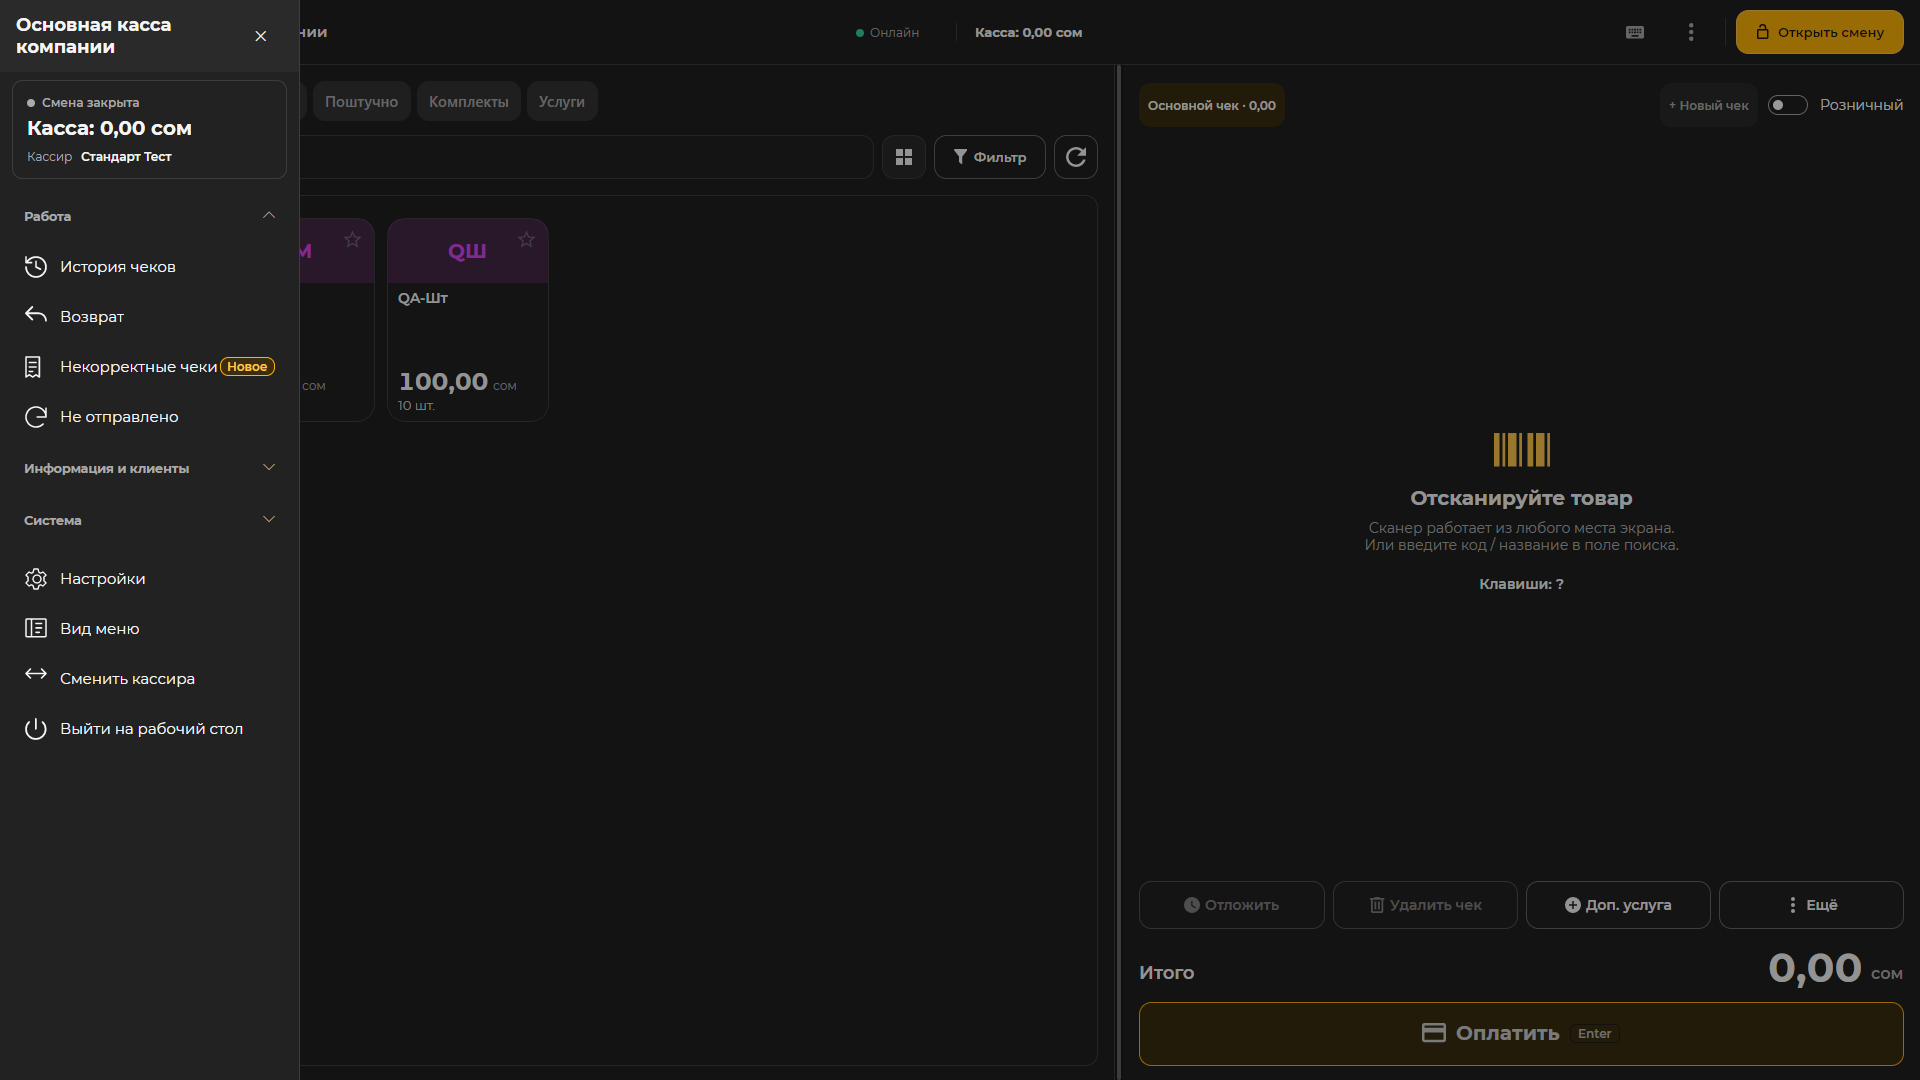 Основная касса
компании
Смена закрыта
Касса: 0,00 сом
Кассир Стандарт Тест
Работа
История чеков
Возврат
Некорректные чеки Новое
Не отправлено
Информация и клиенты
Система
Настройки
Вид меню
Сменить кассира
Выйти на рабочий стол
Онлайн
Касса: 0,00 сом
Открыть смену
Поштучно
Комплекты
Услуги
Фильтр
сом
QШ
QA-Шт
100,00 сом
10 шт.
Основной чек · 0,00
+ Новый чек
Розничный
Отсканируйте товар
Сканер работает из любого места экрана.
Или введите код / название в поле поиска.
Клавиши: ?
Отложить
Удалить чек
Доп. услуга
Ещё
Итого
0,00 сом
Оплатить Enter